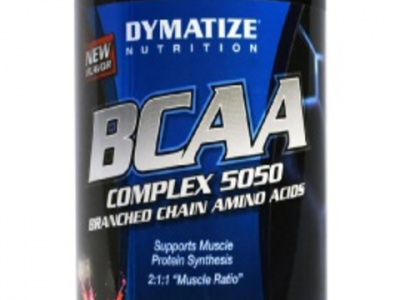 DYMATIZE
NUTRITION
NEW
FLAVOR
BCAA
COMPLEX 5050
BRANCHED CHAIN AMINO ACIDS
Supports Muscle
Protein Synthesis
2:1:1 "Muscle Ratio"